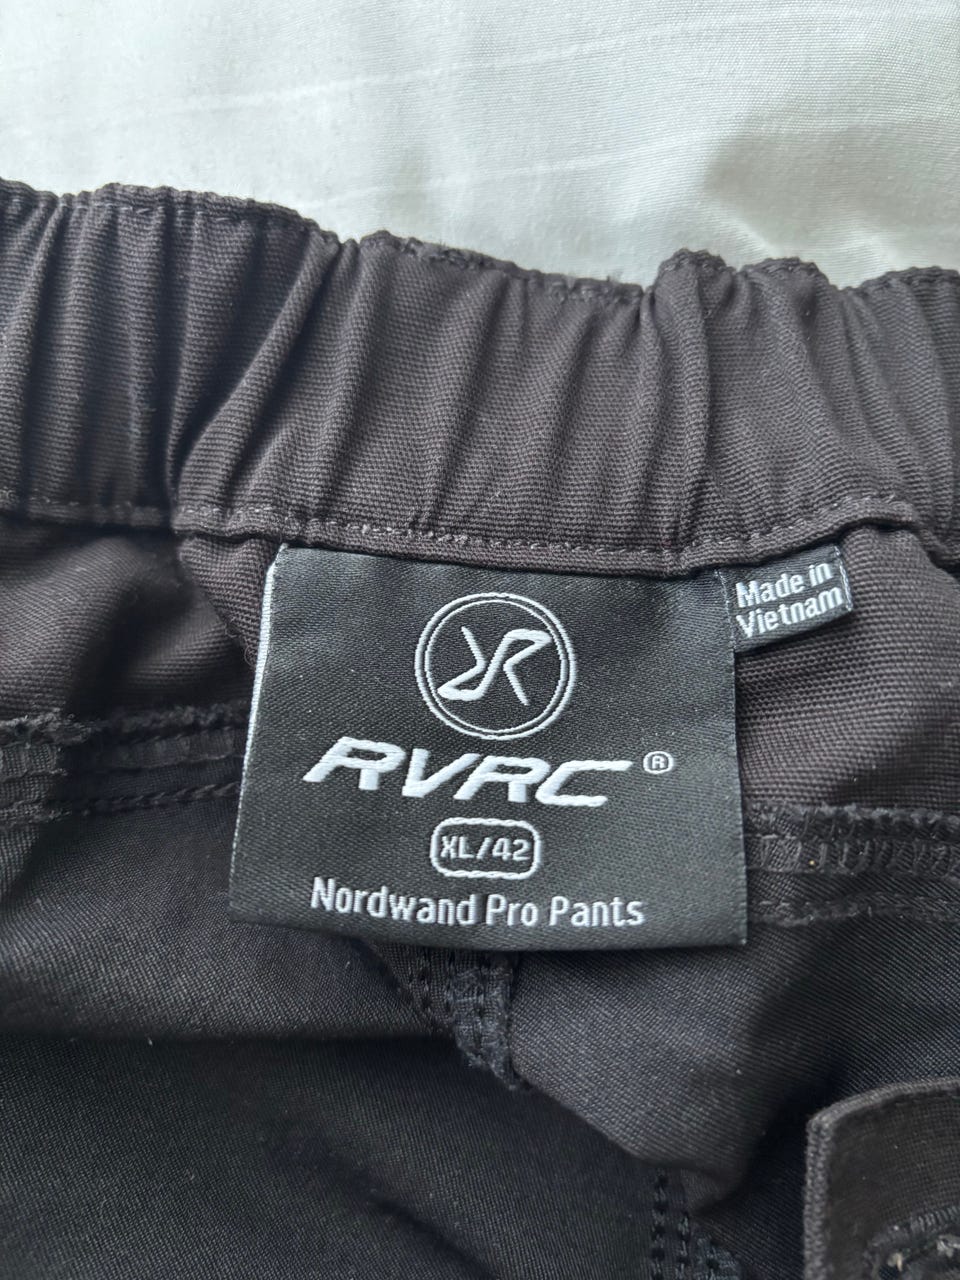 RVRC®
XL/42
Nordwand Pro Pants
Made in
Vietnam